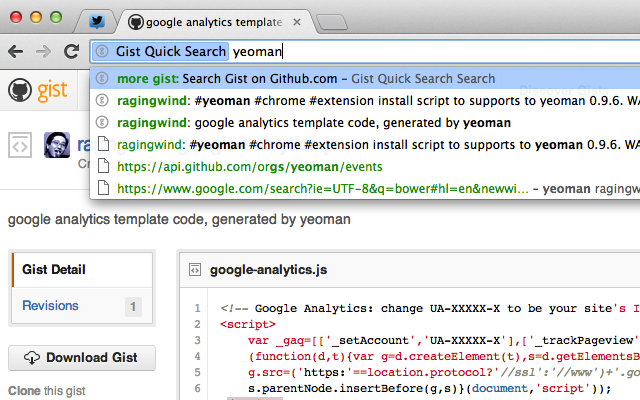 google analytics template
Gist Quick Search yeoman
more gist: Search Gist on Github.com – Gist Quick Search Search
ragingwind: #yeoman #chrome #extension install script to supports to yeoman 0.9.6. WA
ragingwind: google analytics template code, generated by yeoman
ragingwind: #yeoman #chrome #extension install script to supports to yeoman 0.9.6. WA
https://api.github.com/orgs/yeoman/events
https://www.google.com/search?ie=UTF-8&q=bower#hl=en&newwi... – yeoman ragingwin
gist
google analytics template code, generated by yeoman
Gist Detail
Revisions 1
Download Gist
Clone this gist
google-analytics.js
1 <!-- Google Analytics: change UA-XXXXX-X to be your site's I
2 <script>
3 var _gaq=[['_setAccount','UA-XXXXX-X'],['_trackPageview'
4 (function(d,t){var g=d.createElement(t),s=d.getElementsB
5 g.src=('https:'==location.protocol?'//ssl':'//www')+'.go
6 s.parentNode.insertBefore(g,s)}(document,'script'));